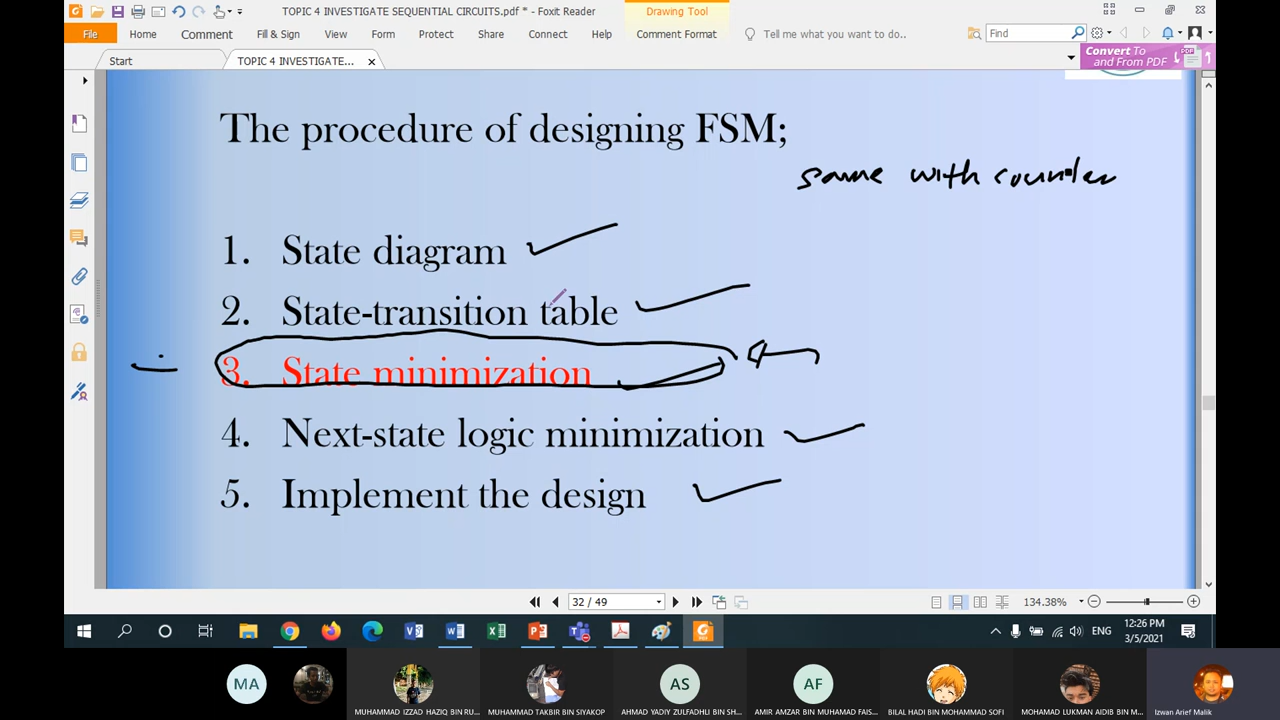 TOPIC 4 INVESTIGATE SEQUENTIAL CIRCUITS.pdf * - Foxit Reader
Drawing Tool
File Home Comment Fill & Sign View Form Protect Share Connect Help Comment Format Tell me what you want to do.. Find
Start TOPIC 4 INVESTIGATE SEQUENTIAL... Convert To
and From PDF PDF
The procedure of designing FSM;
same with counter
1. State diagram
2. State-transition table
3. State minimization
4. Next-state logic minimization
5. Implement the design
32 / 49 134.38%
ENG 12:26 PM
3/5/2021
MA AS AF
MUHAMMAD IZZAD HAZIQ BIN RU... MUHAMMAD TAKBIR BIN SIYAKOP AHMAD YADIY ZULFADHLI BIN SH... AMIR AMZAR BIN MUHAMAD FAIS... BILAL HADI BIN MOHAMMAD SOFI MOHAMAD LUKMAN AIDIB BIN M... Izwan Arief Malik